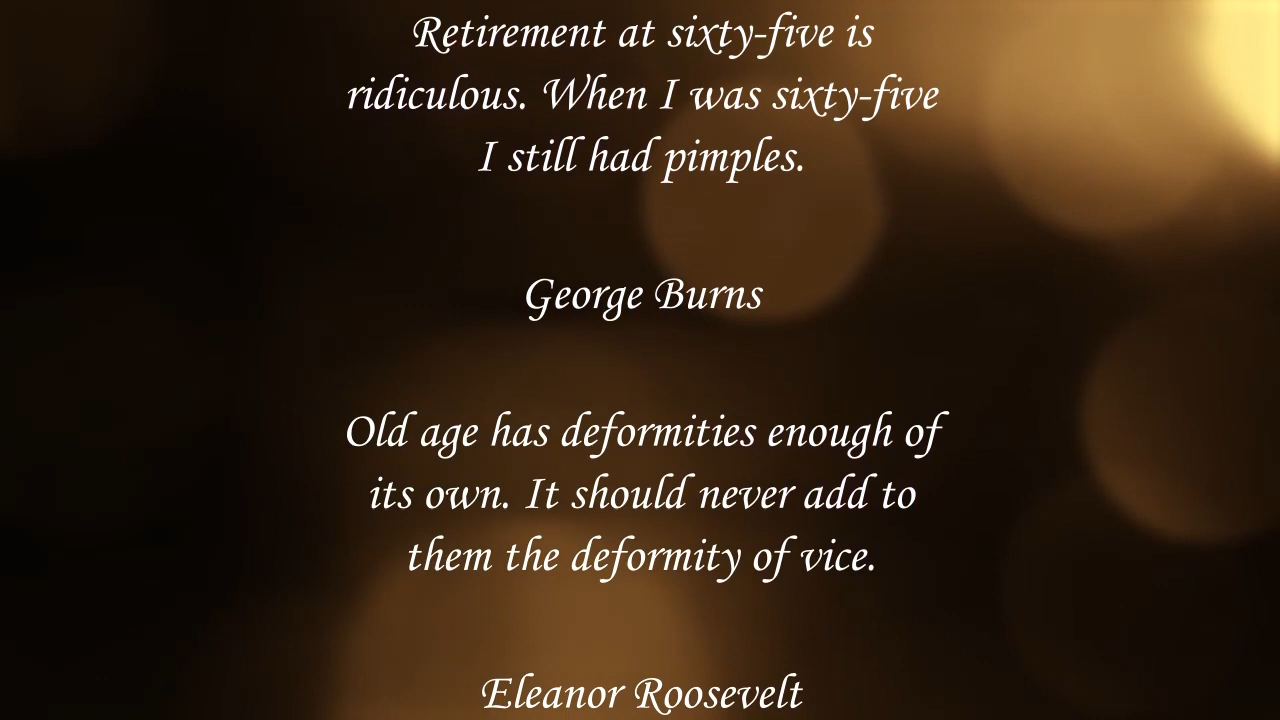 Retirement at sixty-five is
ridiculous. When I was sixty-five
I still had pimples.
George Burns
Old age has deformities enough of
its own. It should never add to
them the deformity of vice.
Eleanor Roosevelt